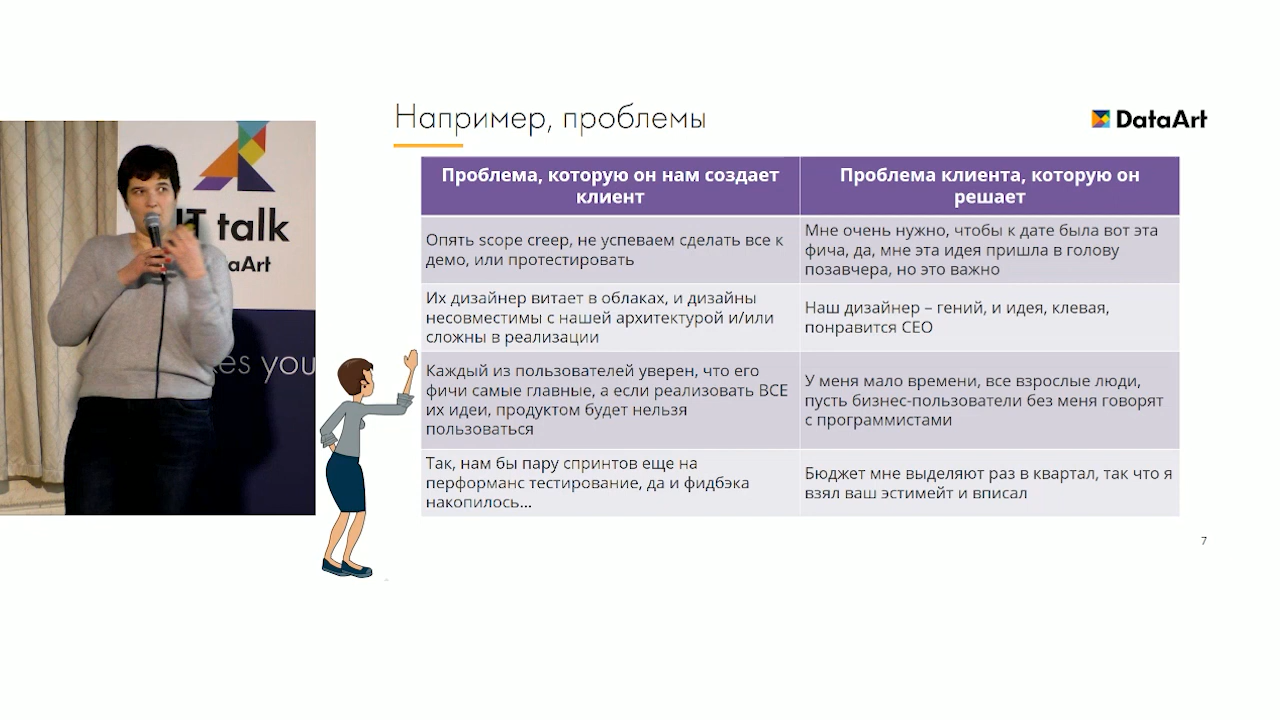 Например, проблемы
DataArt
IT talk
aArt
es you
Проблема, которую он нам создает
клиент
Проблема клиента, которую он
решает
Опять scope creep, не успеваем сделать все к
демо, или протестировать
Мне очень нужно, чтобы к дате была вот эта
фича, да, мне эта идея пришла в голову
позавчера, но это важно
Их дизайнер витает в облаках, и дизайны
несовместимы с нашей архитектурой и/или
сложны в реализации
Наш дизайнер – гений, и идея, клевая,
понравится CEO
Каждый из пользователей уверен, что его
фичи самые главные, а если реализовать ВСЕ
их идеи, продуктом будет нельзя
пользоваться
У меня мало времени, все взрослые люди,
пусть бизнес-пользователи без меня говорят
с программистами
Так, нам бы пару спринтов еще на
перформанс тестирование, да и фидбэка
накопилось...
Бюджет мне выделяют раз в квартал, так что я
взял ваш эстимейт и вписал
7